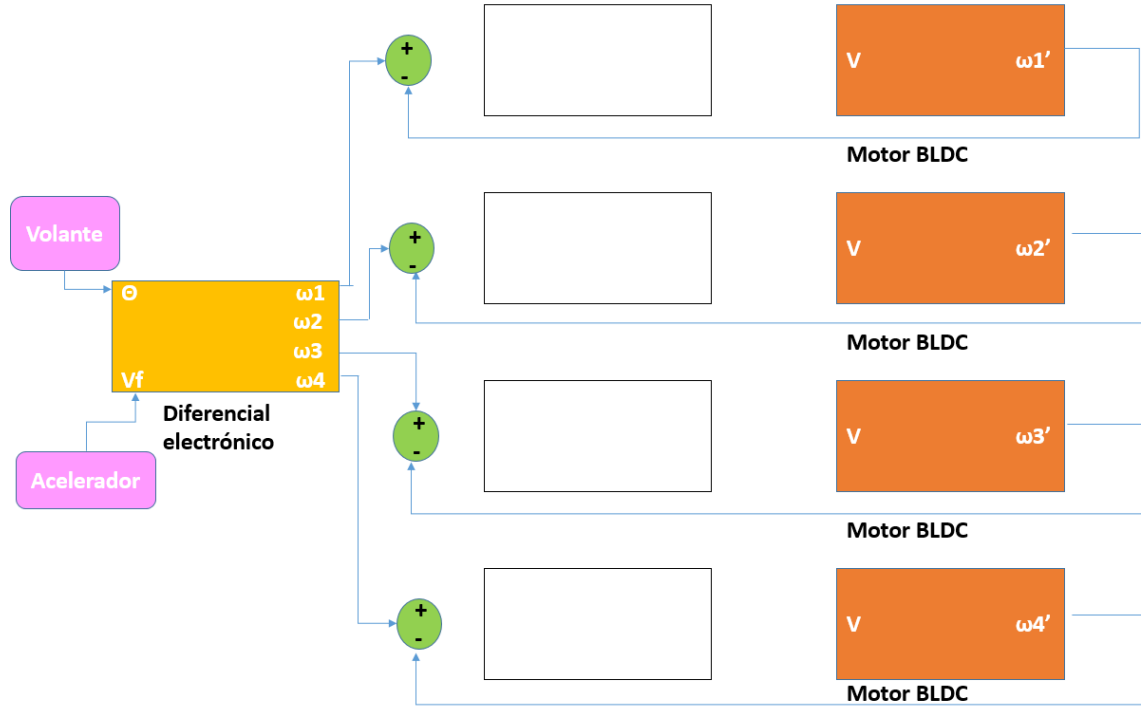 +
-
V ω1’
Motor BLDC
Volante
+
-
V ω2’
Motor BLDC
Θ ω1
ω2
ω3
Vf ω4
Diferencial
electrónico
+
-
V ω3’
Motor BLDC
Acelerador
+
-
V ω4’
Motor BLDC